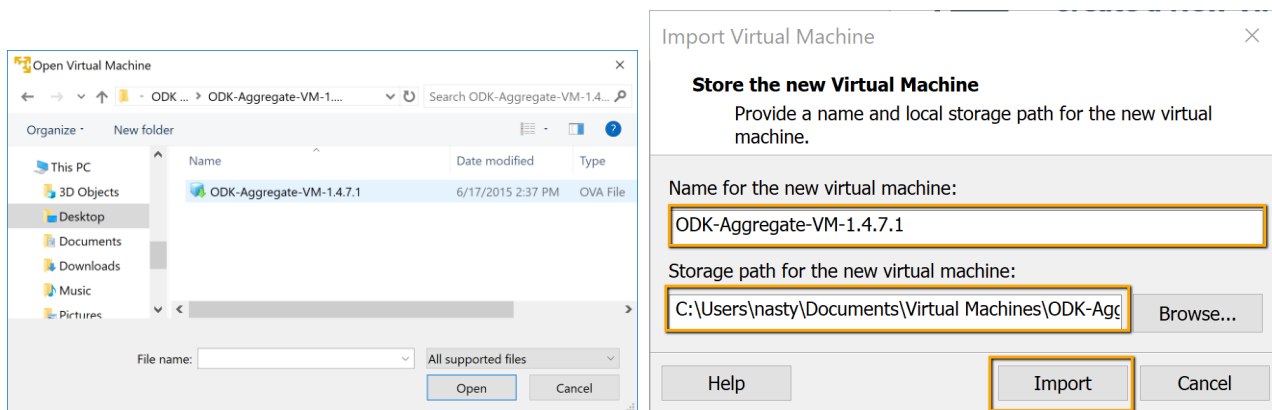 Open Virtual Machine
ODK ... > ODK-Aggregate-VM-1....
Search ODK-Aggregate-VM-1.4...
Organize
New folder
?
This PC
3D Objects
Desktop
Documents
Downloads
Music
Pictures
Name
Date modified
Type
ODK-Aggregate-VM-1.4.7.1
6/17/2015 2:37 PM
OVA File
File name:
All supported files
Open
Cancel
Import Virtual Machine
Store the new Virtual Machine
Provide a name and local storage path for the new virtual
machine.
Name for the new virtual machine:
ODK-Aggregate-VM-1.4.7.1
Storage path for the new virtual machine:
C:\Users\nasty\Documents\Virtual Machines\ODK-Agg
Browse...
Help
Import
Cancel